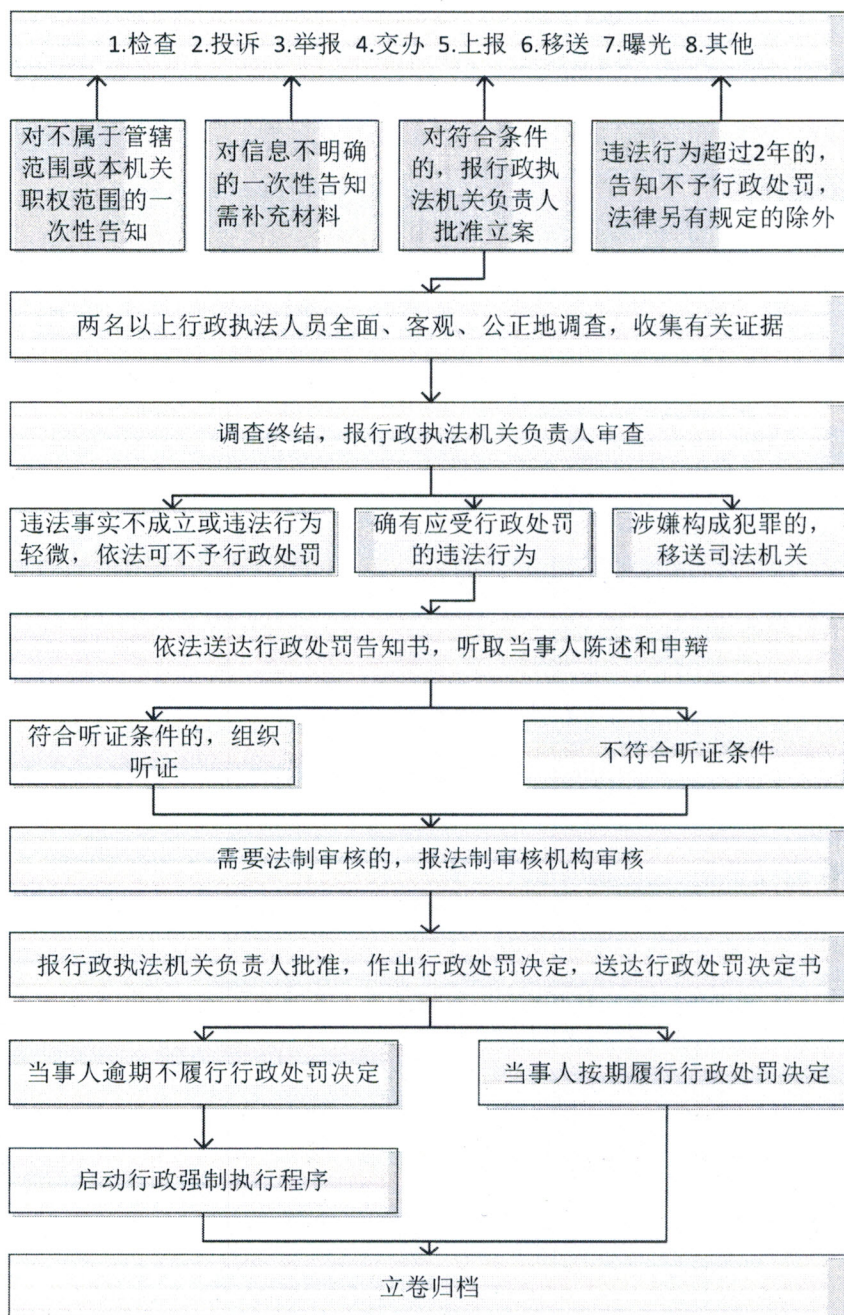 1.检查 2.投诉 3.举报 4.交办 5.上报 6.移送 7.曝光 8.其他
对不属于管辖
范围或本机关
职权范围的一
次性告知
对信息不明确
的一次性告知
需补充材料
对符合条件
的，报行政执
法机关负责人
批准立案
违法行为超过2年的，
告知不予行政处罚，
法律另有规定的除外
两名以上行政执法人员全面、客观、公正地调查，收集有关证据
调查终结，报行政执法机关负责人审查
违法事实不成立或违法行为
轻微，依法可不予行政处罚
确有应受行政处罚
的违法行为
涉嫌构成犯罪的，
移送司法机关
依法送达行政处罚告知书，听取当事人陈述和申辩
符合听证条件的，组织
听证
不符合听证条件
需要法制审核的，报法制审核机构审核
报行政执法机关负责人批准，作出行政处罚决定，送达行政处罚决定书
当事人逾期不履行行政处罚决定
当事人按期履行行政处罚决定
启动行政强制执行程序
立卷归档